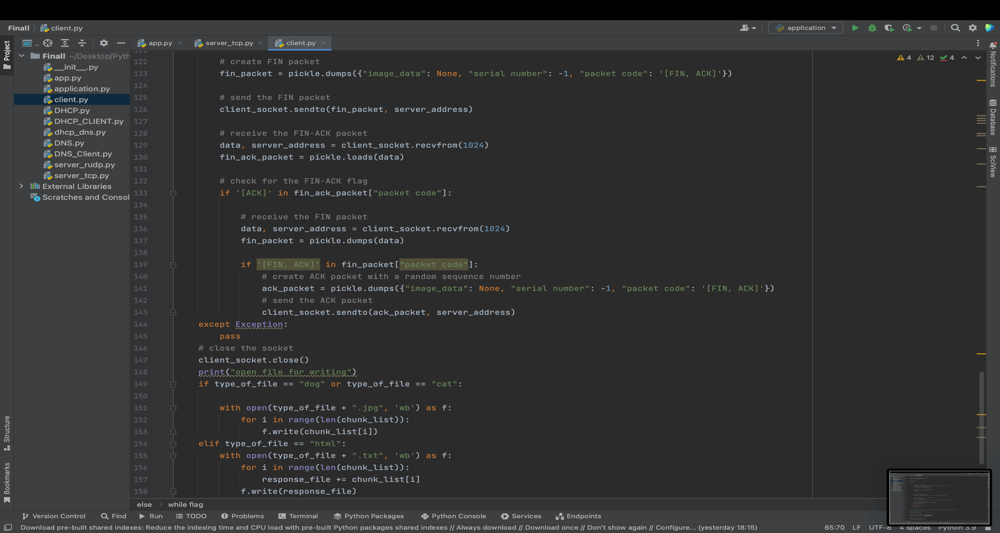 Finall client.py
application
Project
..
app.py
server_tcp.py
client.py
Finall ~/Desktop/Pyth
__init__.py
app.py
application.py
client.py
DHCP.py
DHCP_CLIENT.py
dhcp_dns.py
DNS.py
DNS_Client.py
server_rudp.py
server_tcp.py
External Libraries
Scratches and Consol
4 12 4
121
122 # create FIN packet
123 fin_packet = pickle.dumps({"image_data": None, "serial number": -1, "packet code": '[FIN, ACK]'})
124
125 # send the FIN packet
126 client_socket.sendto(fin_packet, server_address)
127
128 # receive the FIN-ACK packet
129 data, server_address = client_socket.recvfrom(1024)
130 fin_ack_packet = pickle.loads(data)
131
132 # check for the FIN-ACK flag
133 if '[ACK]' in fin_ack_packet["packet code"]:
134
135 # receive the FIN packet
136 data, server_address = client_socket.recvfrom(1024)
137 fin_packet = pickle.dumps(data)
138
139 if '[FIN, ACK]' in fin_packet["packet code"]:
140 # create ACK packet with a random sequence number
141 ack_packet = pickle.dumps({"image_data": None, "serial number": -1, "packet code": '[FIN, ACK]'})
142 # send the ACK packet
143 client_socket.sendto(ack_packet, server_address)
144 except Exception:
145 pass
146 # close the socket
147 client_socket.close()
148 print("open file for writing")
149 if type_of_file == "dog" or type_of_file == "cat":
150
151 with open(type_of_file + ".jpg", 'wb') as f:
152 for i in range(len(chunk_list)):
153 f.write(chunk_list[i])
154 elif type_of_file == "html":
155 with open(type_of_file + ".txt", 'wb') as f:
156 for i in range(len(chunk_list)):
157 response_file += chunk_list[i]
158 f.write(response_file)
else while flag
Notifications
Database
SciView
Structure
Bookmarks
Version Control Find Run TODO Problems Terminal Python Packages Python Console Services Endpoints
Download pre-built shared indexes: Reduce the indexing time and CPU load with pre-built Python packages shared indexes // Always download // Download once // Don't show again // Configure... (yesterday 18:15) 65:70 LF UTF-8 4 spaces Python 3.9